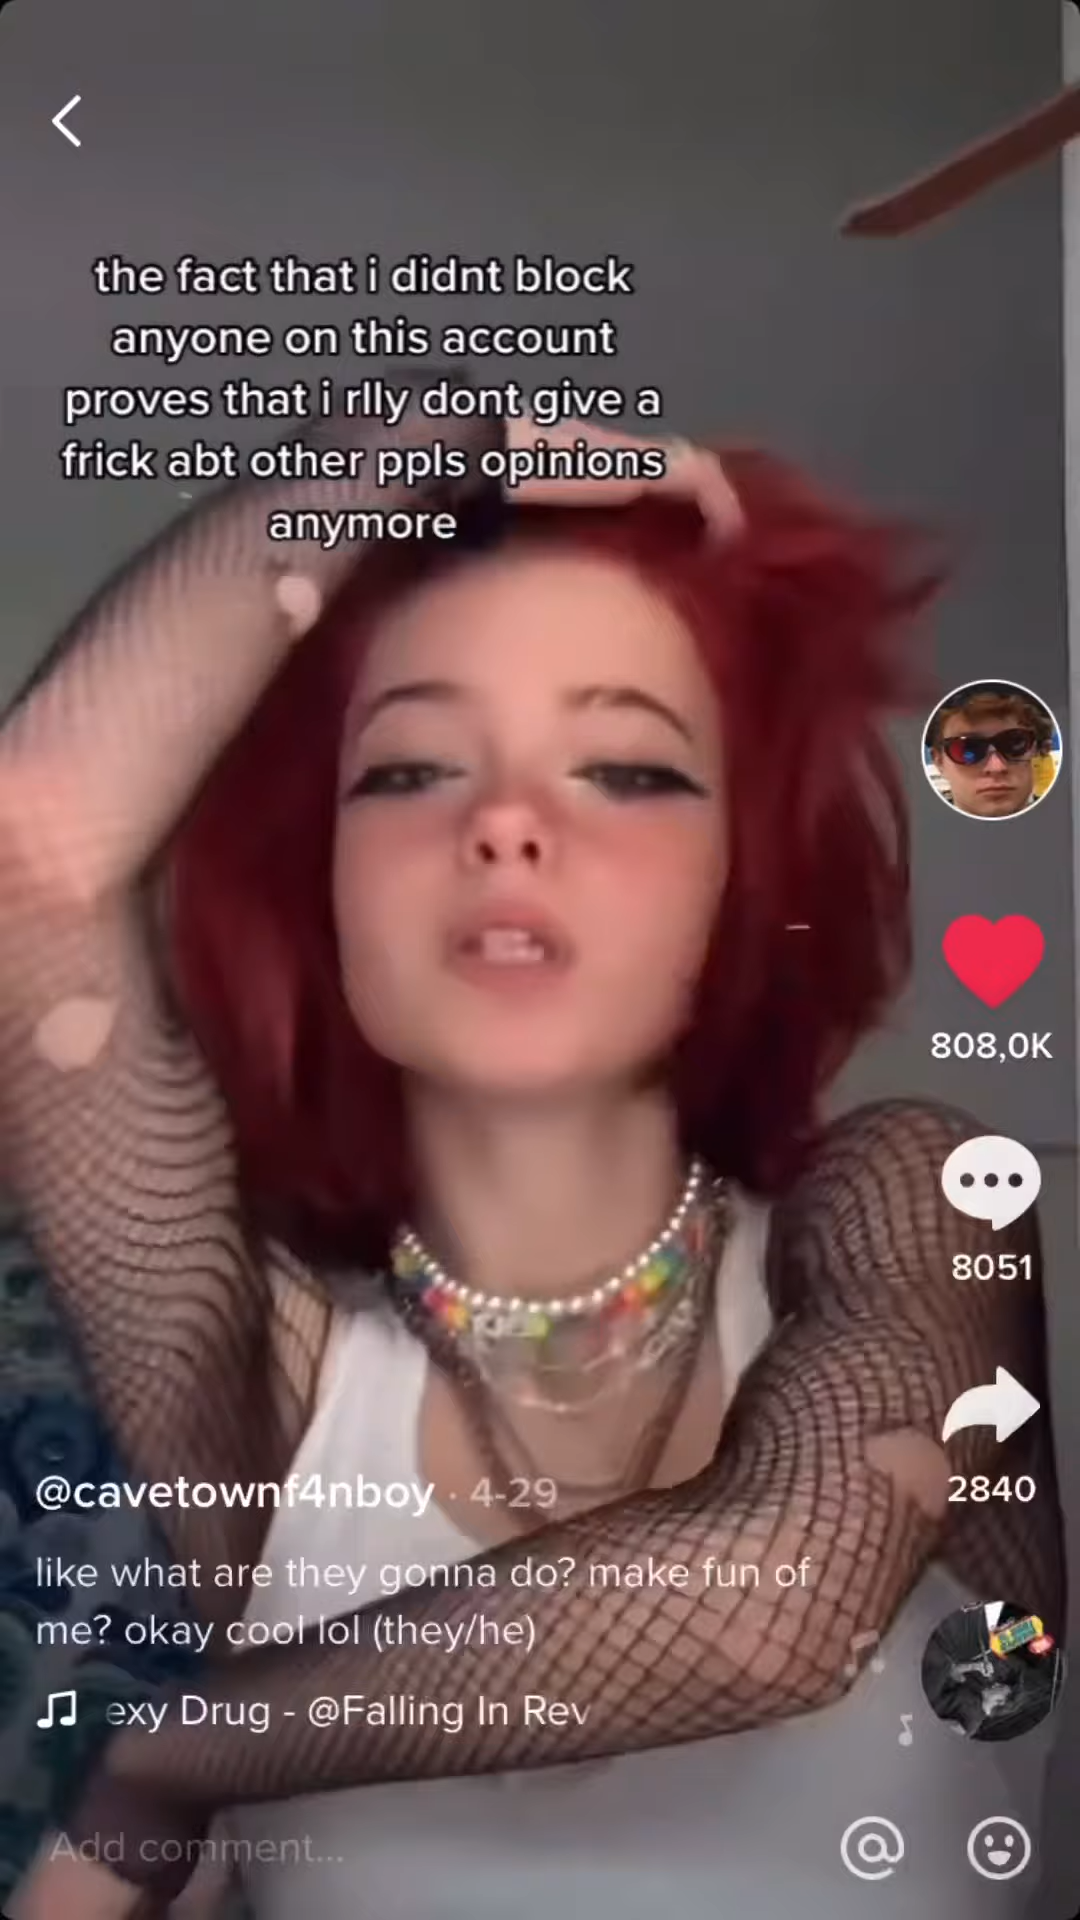 the fact that i didnt block
anyone on this account
proves that i rlly dont give a
frick abt other ppls opinions
anymore
808,0K
8051
2840
@cavetownf4nboy · 4-29
like what are they gonna do? make fun of
me? okay cool lol (they/he)
exy Drug - @Falling In Rev
Add comment...